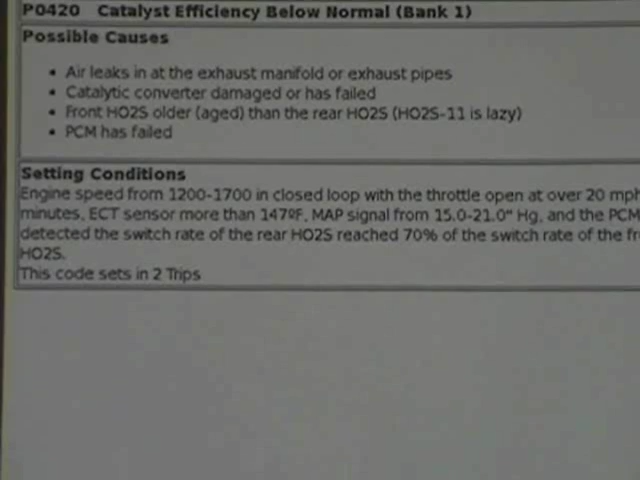 P0420 Catalyst Efficiency Below Normal (Bank 1)
Possible Causes
• Air leaks in at the exhaust manifold or exhaust pipes
• Catalytic converter damaged or has failed
• Front HO2S older (aged) than the rear HO2S (HO2S-11 is lazy)
• PCM has failed
Setting Conditions
Engine speed from 1200-1700 in closed loop with the throttle open at over 20 mph
minutes, ECT sensor more than 147ºF, MAP signal from 15.0-21.0" Hg, and the PCM
detected the switch rate of the rear HO2S reached 70% of the switch rate of the fr
HO2S.
This code sets in 2 Trips